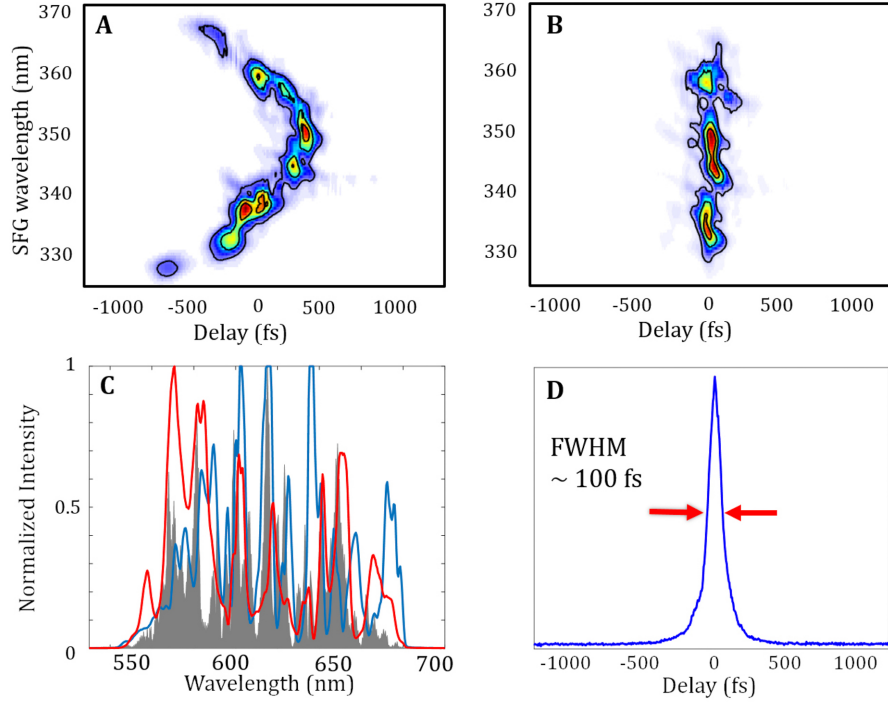 A
370
360
350
340
330
SFG wavelength (nm)
-1000 -500 0 500 1000
Delay (fs)
B
370
360
350
340
330
-1000 -500 0 500 1000
Delay (fs)
C
1
0.5
0
Normalized Intensity
550 600 650 700
Wavelength (nm)
D
FWHM
~ 100 fs
-1000 -500 0 500 1000
Delay (fs)